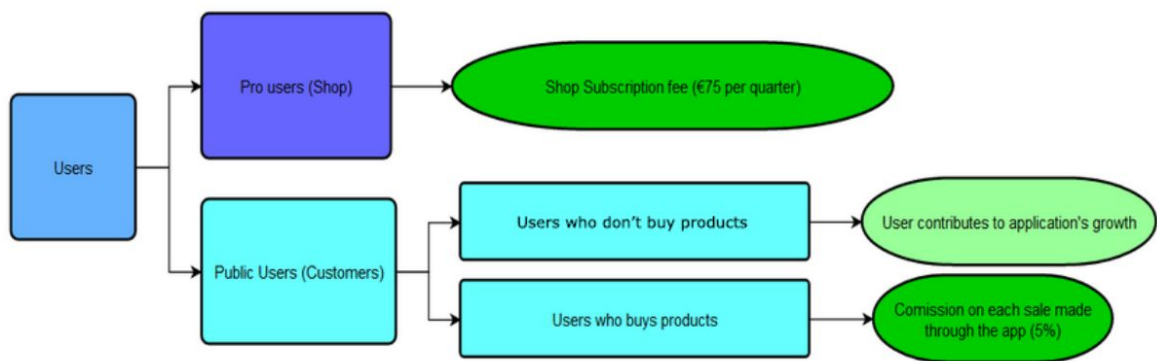 Users
Pro users (Shop)
Shop Subscription fee (€75 per quarter)
Public Users (Customers)
Users who don't buy products
User contributes to application's growth
Users who buys products
Comission on each sale made
through the app (5%)